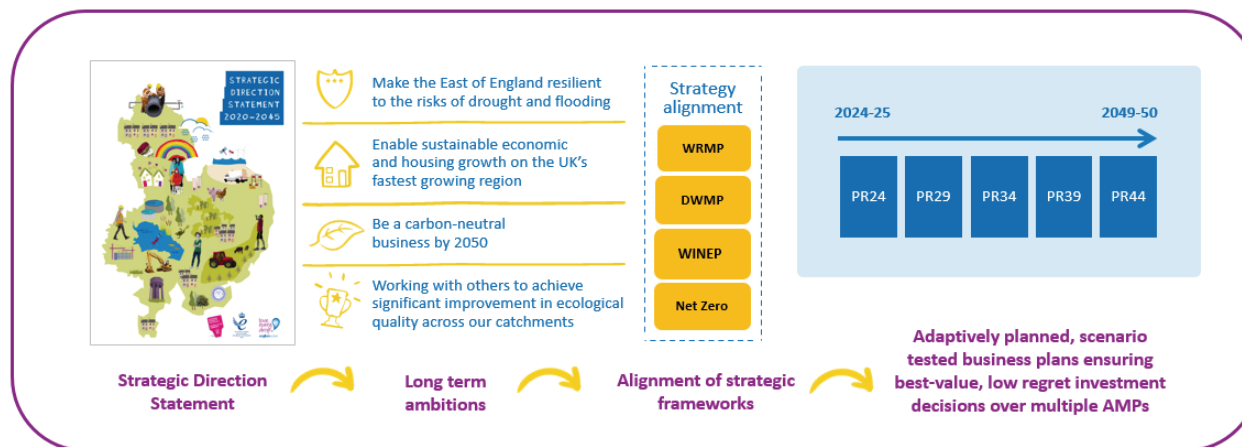 STRATEGIC
DIRECTION
STATEMENT
2020-2045
Make the East of England resilient
to the risks of drought and flooding
Enable sustainable economic
and housing growth on the UK's
fastest growing region
Be a carbon-neutral
business by 2050
Working with others to achieve
significant improvement in ecological
quality across our catchments
Strategy
alignment
WRMP
DWMP
WINEP
Net Zero
2024-25
2049-50
PR24
PR29
PR34
PR39
PR44
Strategic Direction
Statement
Long term
ambitions
Alignment of strategic
frameworks
Adaptively planned, scenario
tested business plans ensuring
best-value, low regret investment
decisions over multiple AMPs